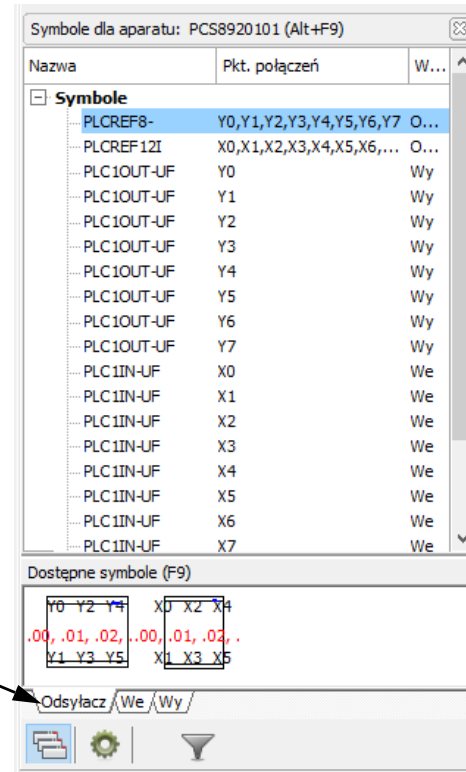 Symbole dla aparatu: PCS8920101 (Alt+F9)
Nazwa Pkt. połączeń W...
Symbole
PLCREF8- Y0,Y1,Y2,Y3,Y4,Y5,Y6,Y7 O...
PLCREF12I X0,X1,X2,X3,X4,X5,X6,... O...
PLC1OUT-UF Y0 Wy
PLC1OUT-UF Y1 Wy
PLC1OUT-UF Y2 Wy
PLC1OUT-UF Y3 Wy
PLC1OUT-UF Y4 Wy
PLC1OUT-UF Y5 Wy
PLC1OUT-UF Y6 Wy
PLC1OUT-UF Y7 Wy
PLC1IN-UF X0 We
PLC1IN-UF X1 We
PLC1IN-UF X2 We
PLC1IN-UF X3 We
PLC1IN-UF X4 We
PLC1IN-UF X5 We
PLC1IN-UF X6 We
PLC1IN-UF X7 We
Dostępne symbole (F9)
Y0 Y2 Y4 X0 X2 X4
.00, .01, .02, ..00, .01, .02, .
Y1 Y3 Y5 X1 X3 X5
Odsyłacz We Wy